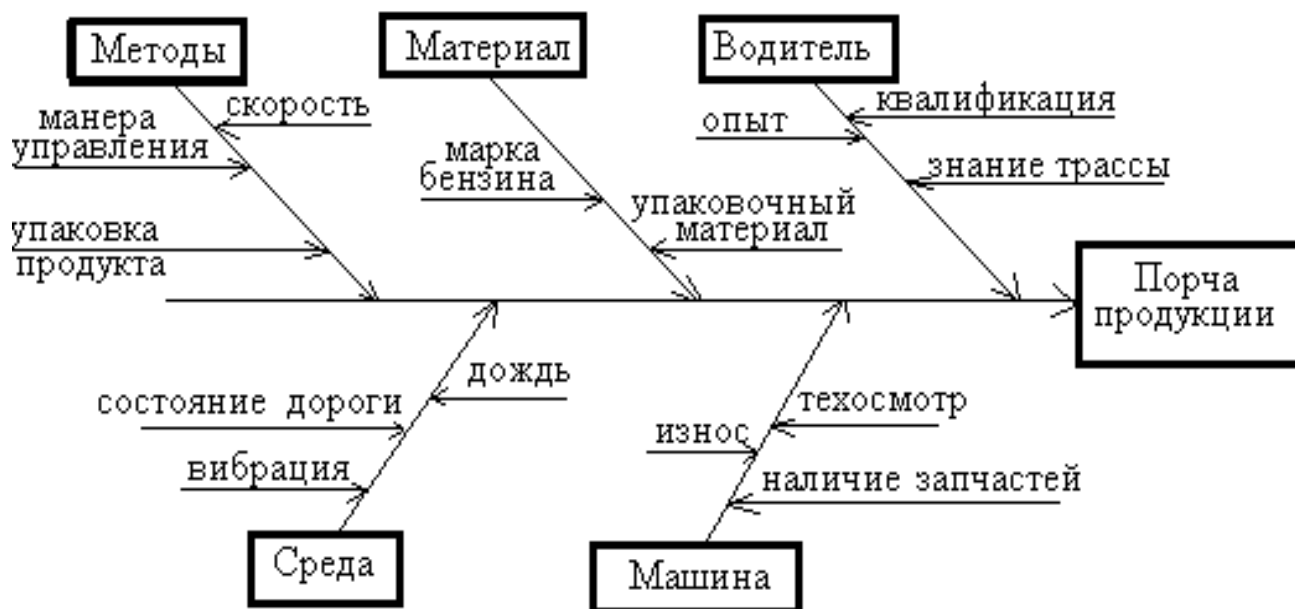 Методы
Материал
Водитель
скорость
манера
управления
упаковка
продукта
марка
бензина
упаковочный
материал
квалификация
опыт
знание трассы
Порча
продукции
дождь
состояние дороги
вибрация
Среда
техосмотр
износ
наличие запчастей
Машина